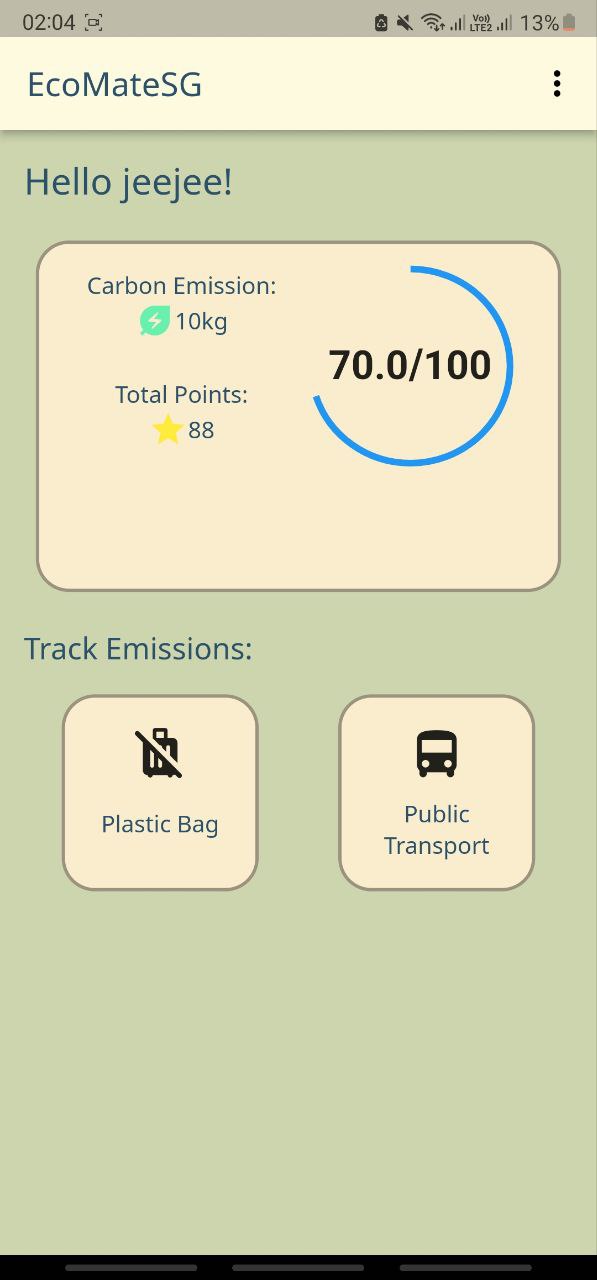 02:04
Vo))
LTE2
13%
EcoMateSG
Hello jeejee!
Carbon Emission:
10kg
70.0/100
Total Points:
88
Track Emissions:
Plastic Bag
Public
Transport